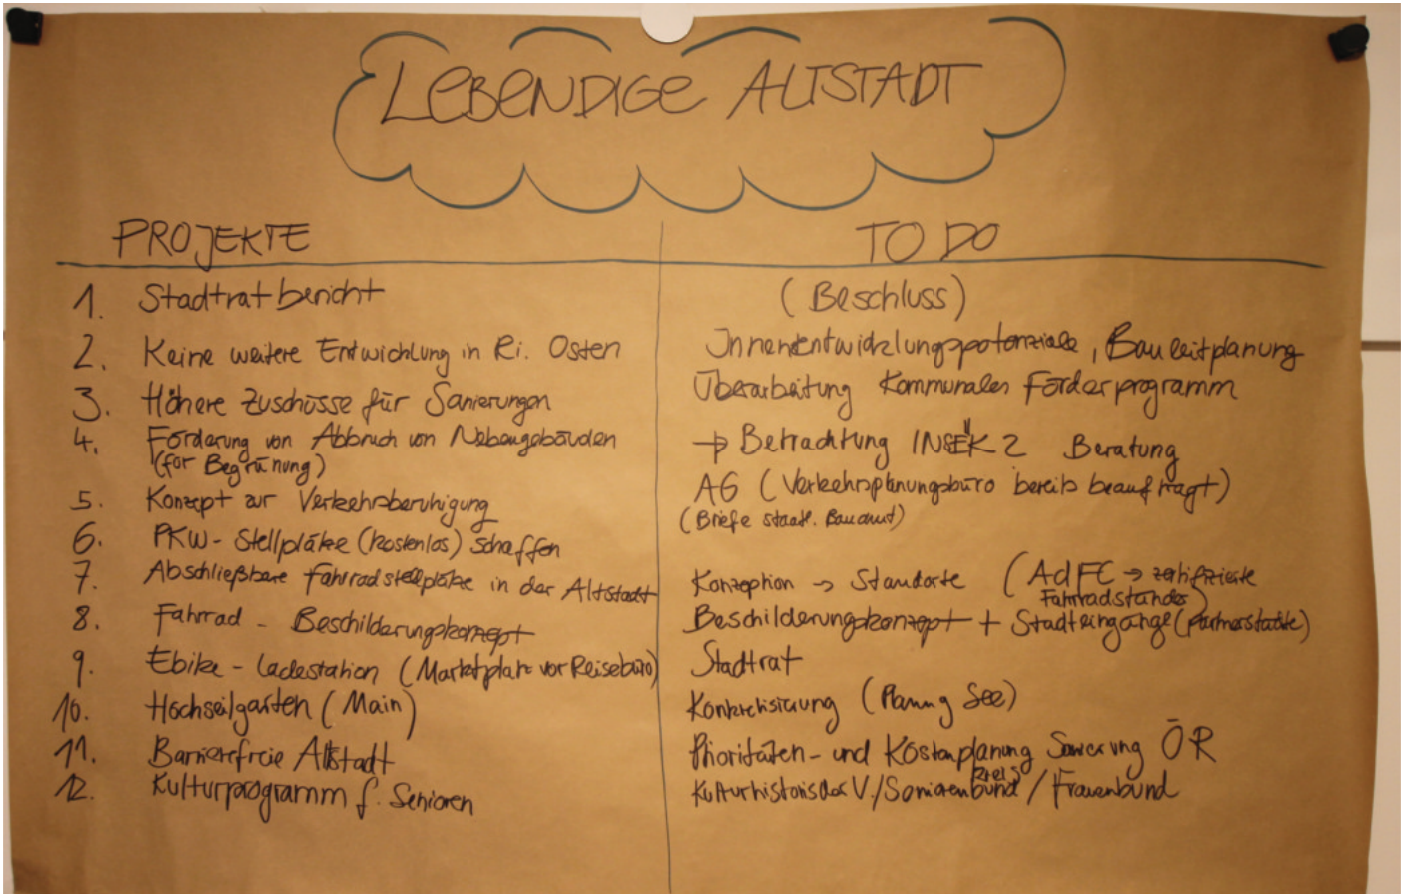 LEBENDIGE ALTSTADT
PROJEKTE TO DO
1. Stadtratbericht (Beschluss)
2. Keine weitere Entwicklung in Ri. Osten Innenentwicklungspotenziale, Bauleitplanung
3. Höhere Zuschüsse für Sanierungen Überarbeitung Kommunales Förderprogramm
4. Förderung von Abbruch von Nebengebäuden → Betrachtung INSEK 2 Beratung
(für Begrünung)
5. Konzept zur Verkehrsberuhigung AG (Verkehrsplanungsbüro bereits beauftragt)
(Briefe staatl. Bauamt)
6. PKW-Stellplätze (kostenlos) schaffen
7. Abschließbare Fahrradstellplätze in der Altstadt Konzeption → Standorte (AdFC → zertifizierte
Fahrradständer)
8. Fahrrad - Beschilderungskonzept Beschilderungskonzept + Stadteingänge (Partnerstädte)
9. Ebike - Ladestation (Marktplatz vor Reisebüro) Stadtrat
10. Hochseilgarten (Main) Konkretisierung (Planung See)
11. Barrierefreie Altstadt Prioritäten- und Kostenplanung Sanierung ÖR
12. Kulturprogramm f. Senioren Kulturhistorischer V./Seniorenbund / Frauenbund
kreis